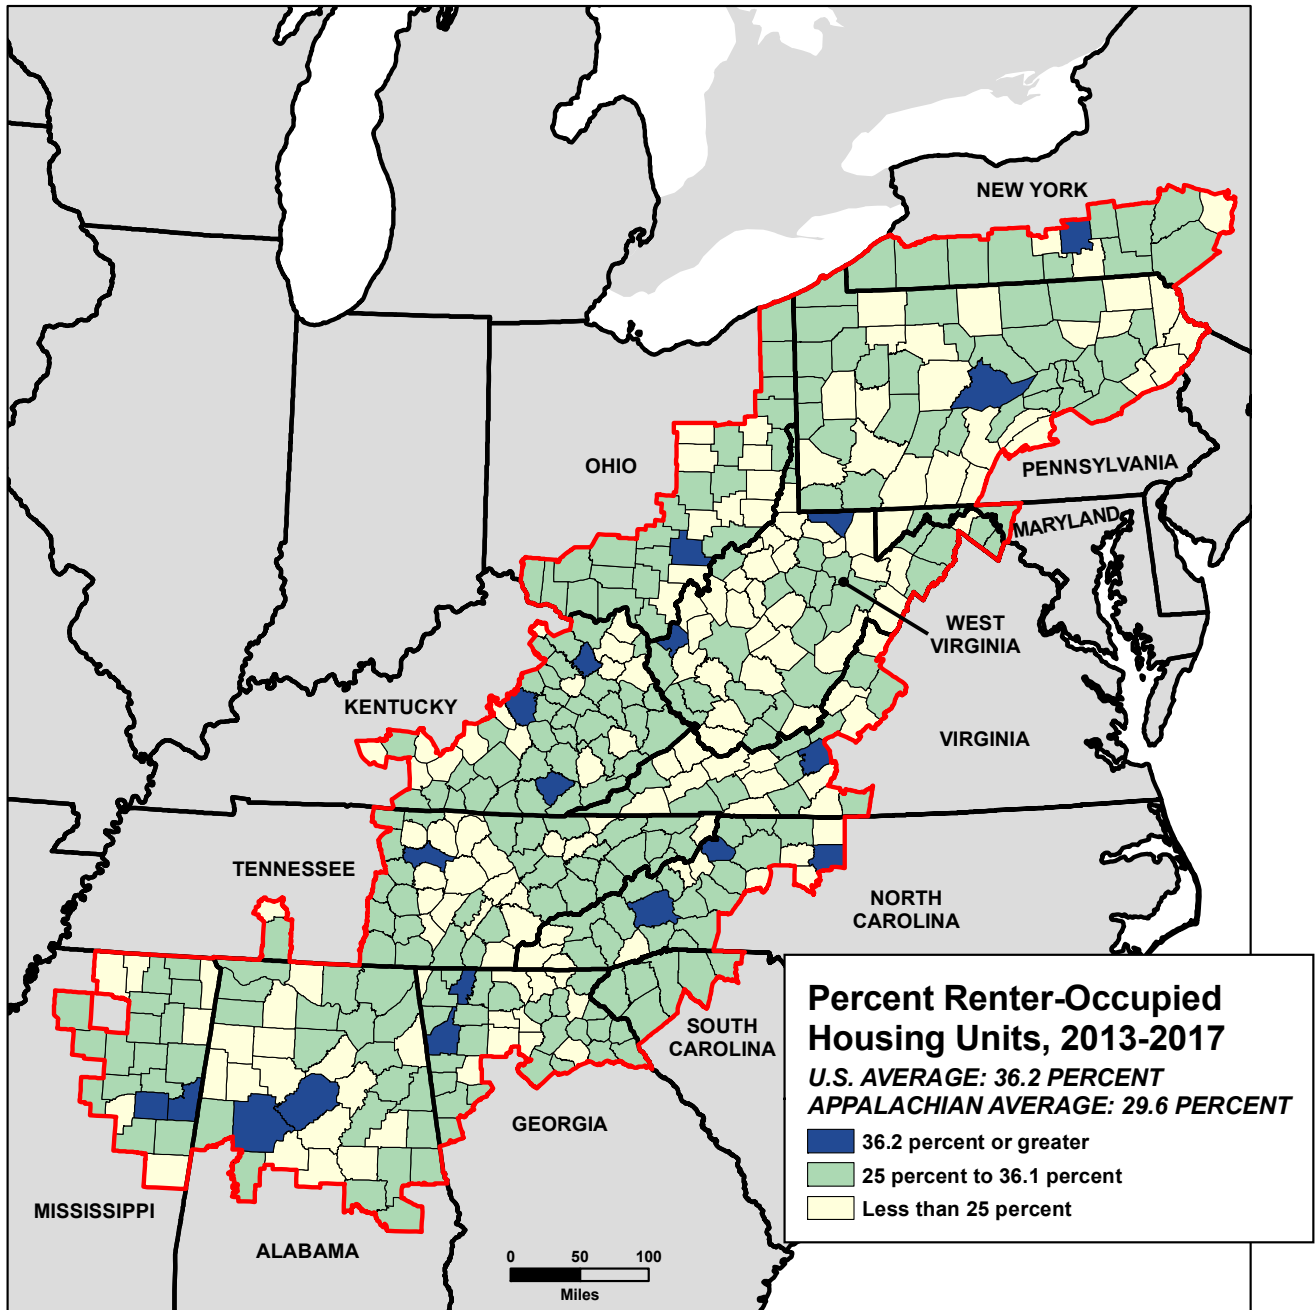 NEW YORK
OHIO
PENNSYLVANIA
MARYLAND
WEST
VIRGINIA
KENTUCKY
VIRGINIA
TENNESSEE
NORTH
CAROLINA
SOUTH
CAROLINA
GEORGIA
MISSISSIPPI
ALABAMA
Percent Renter-Occupied
Housing Units, 2013-2017
U.S. AVERAGE: 36.2 PERCENT
APPALACHIAN AVERAGE: 29.6 PERCENT
36.2 percent or greater
25 percent to 36.1 percent
Less than 25 percent
0 50 100
Miles